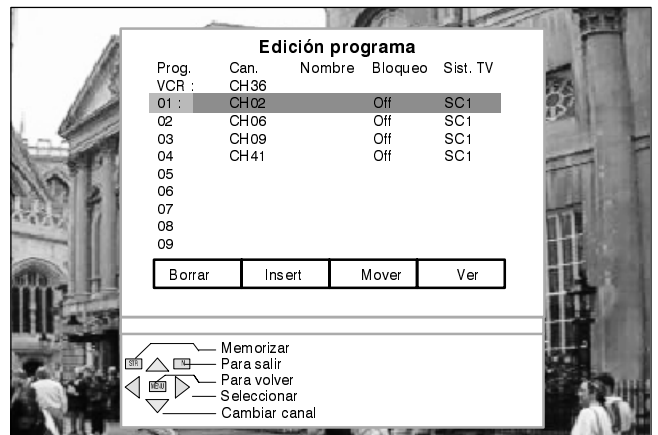 Edición programa
Prog. Can. Nombre Bloqueo Sist. TV
VCR : CH36
01 : CH02 Off SC1
02 CH06 Off SC1
03 CH09 Off SC1
04 CH41 Off SC1
05
06
07
08
09
Borrar Insert Mover Ver
Memorizar
STR N Para salir
MENU Para volver
Seleccionar
Cambiar canal